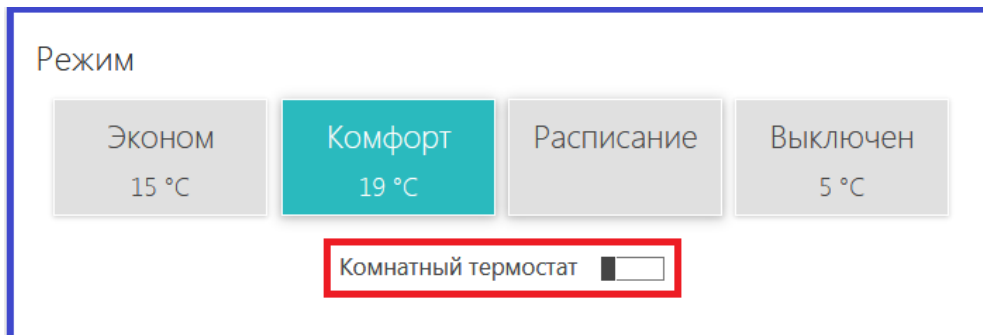 Режим
Эконом
15 °C
Комфорт
19 °C
Расписание
Выключен
5 °C
Комнатный термостат